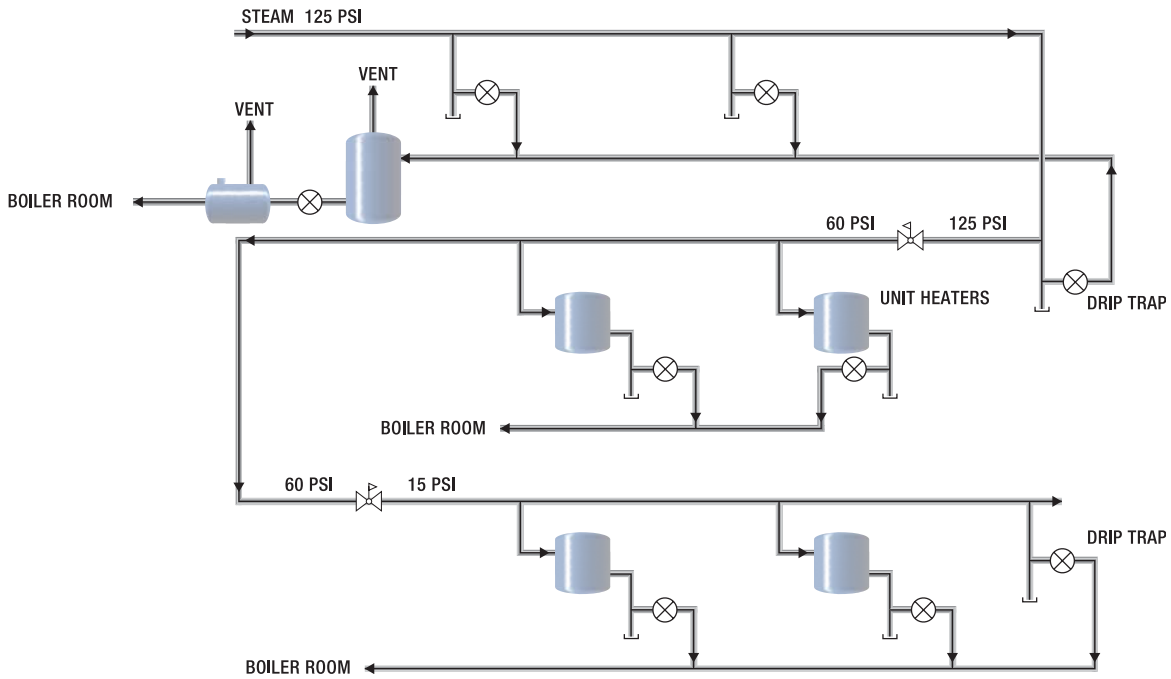 STEAM 125 PSI
VENT
VENT
BOILER ROOM
60 PSI
125 PSI
UNIT HEATERS
DRIP TRAP
BOILER ROOM
60 PSI
15 PSI
DRIP TRAP
BOILER ROOM